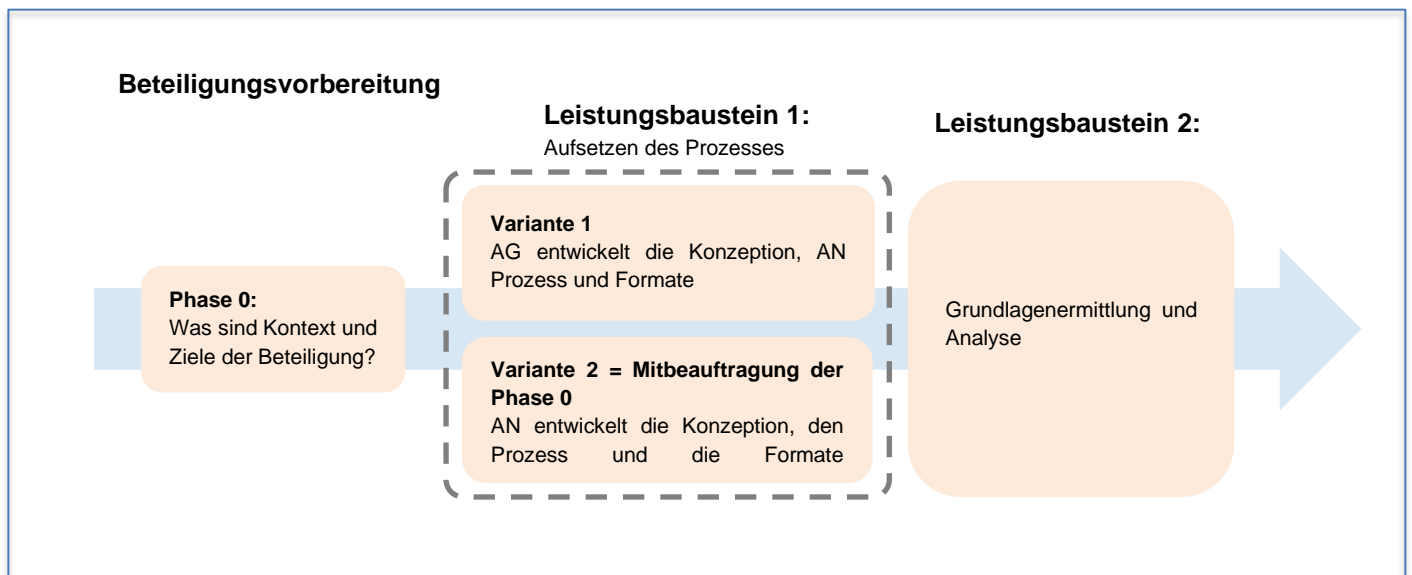 Beteiligungsvorbereitung
Leistungsbaustein 1:
Aufsetzen des Prozesses
Leistungsbaustein 2:
Phase 0:
Was sind Kontext und
Ziele der Beteiligung?
Variante 1
AG entwickelt die Konzeption, AN
Prozess und Formate
Variante 2 = Mitbeauftragung der
Phase 0
AN entwickelt die Konzeption, den
Prozess und die Formate
Grundlagenermittlung und
Analyse